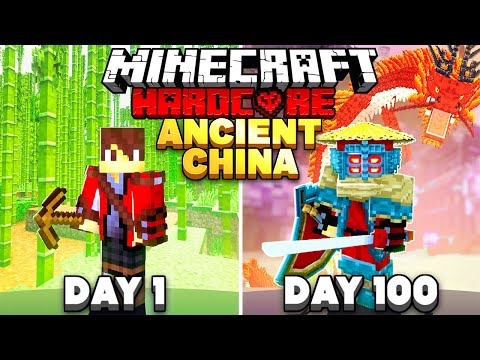 MINECRAFT
HARDCORE
ANCIENT
CHINA
DAY 1
DAY 100